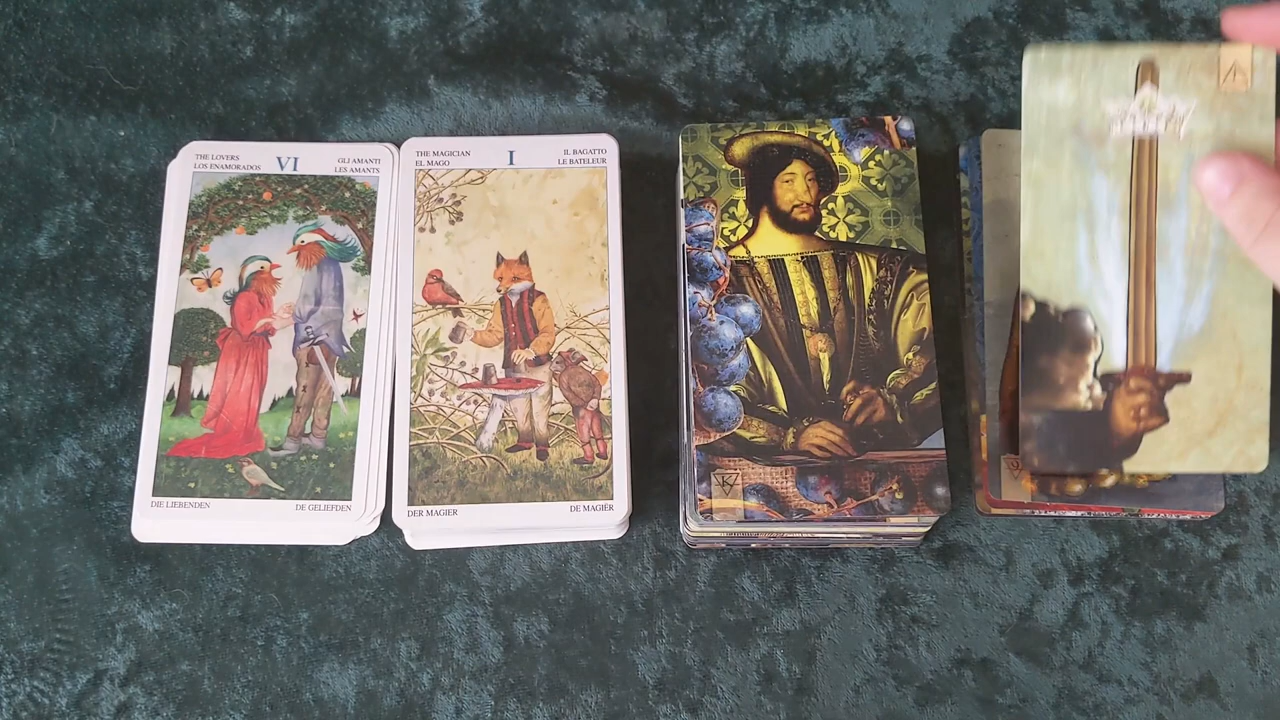 THE LOVERS
LOS ENAMORADOS
VI
GLI AMANTI
LES AMANTS
DIE LIEBENDEN
DE GELIEFDEN
THE MAGICIAN
EL MAGO
I
IL BAGATTO
LE BATELEUR
DER MAGIER
DE MAGIËR
K